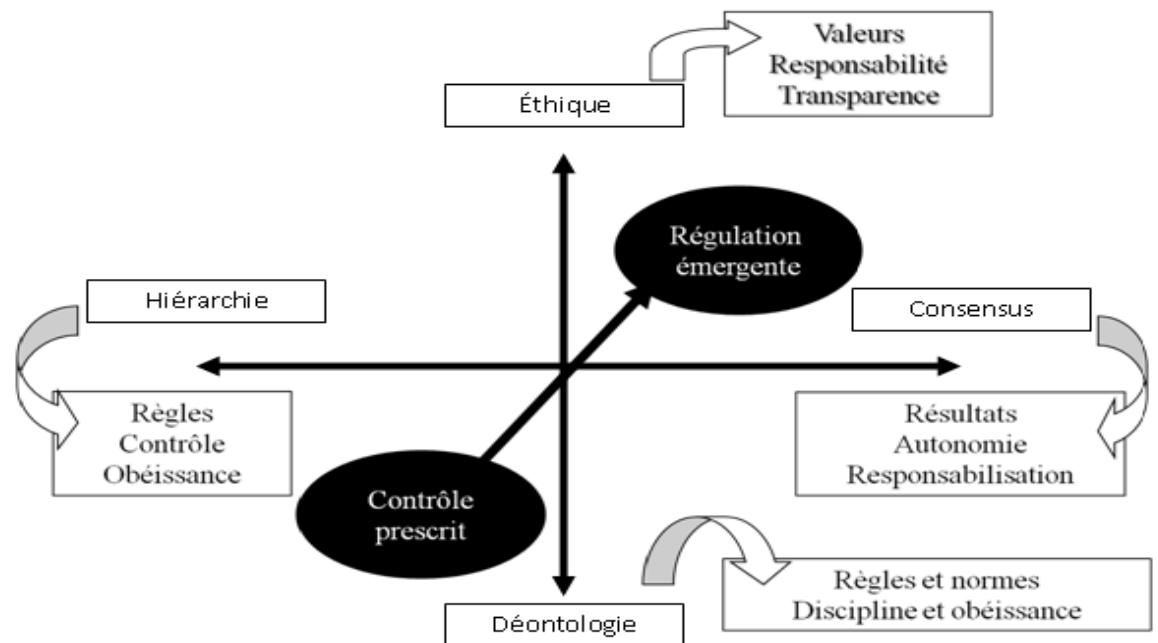 Valeurs
Responsabilité
Transparence
Éthique
Régulation
émergente
Hiérarchie
Consensus
Règles
Contrôle
Obéissance
Résultats
Autonomie
Responsabilisation
Contrôle
prescrit
Règles et normes
Discipline et obéissance
Déontologie